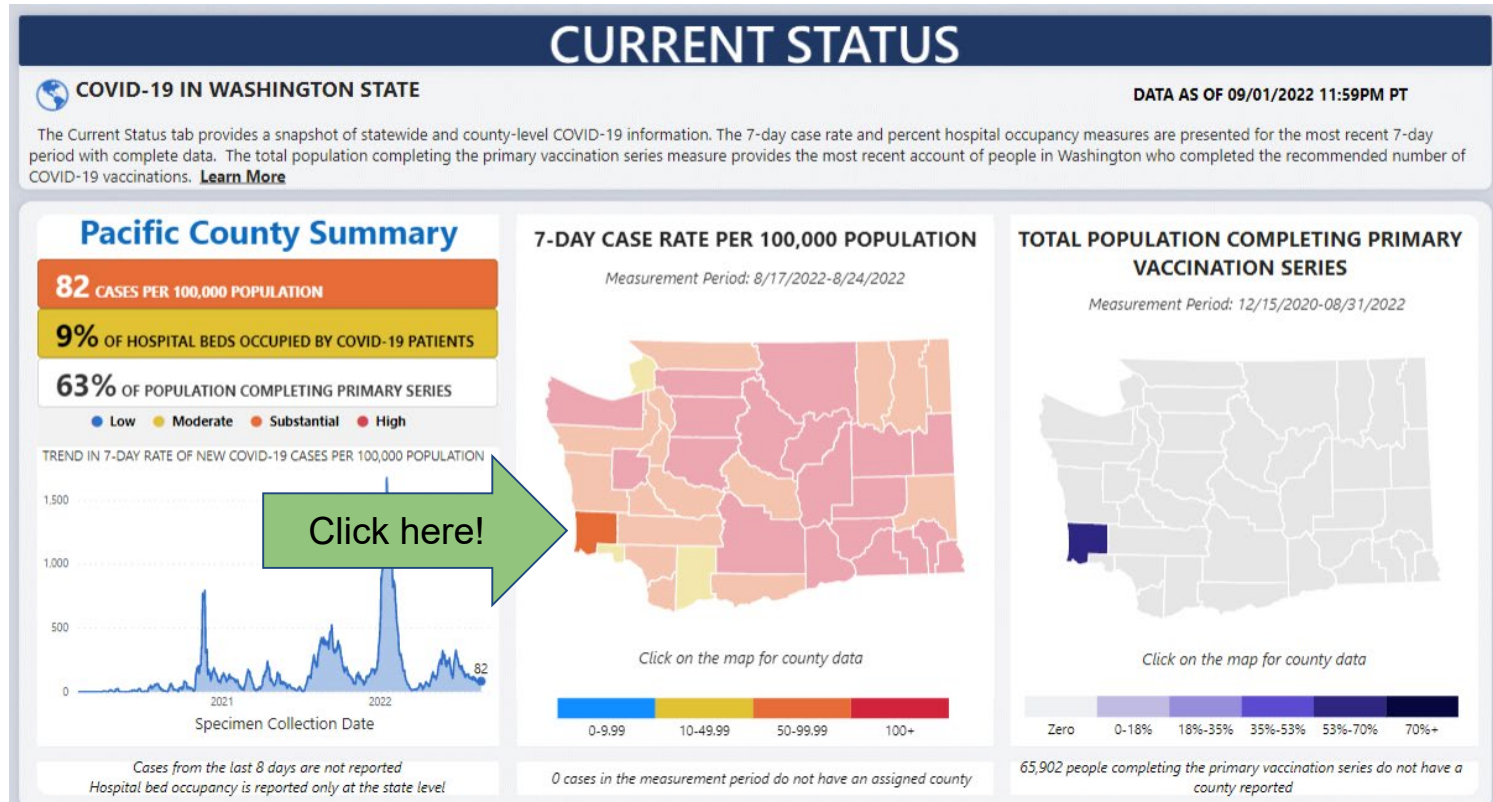 CURRENT STATUS
COVID-19 IN WASHINGTON STATE
DATA AS OF 09/01/2022 11:59PM PT
The Current Status tab provides a snapshot of statewide and county-level COVID-19 information. The 7-day case rate and percent hospital occupancy measures are presented for the most recent 7-day
period with complete data. The total population completing the primary vaccination series measure provides the most recent account of people in Washington who completed the recommended number of
COVID-19 vaccinations. Learn More
Pacific County Summary
82 CASES PER 100,000 POPULATION
9% OF HOSPITAL BEDS OCCUPIED BY COVID-19 PATIENTS
63% OF POPULATION COMPLETING PRIMARY SERIES
Low Moderate Substantial High
TREND IN 7-DAY RATE OF NEW COVID-19 CASES PER 100,000 POPULATION
1,500
1,000
500
0
82
2021 2022
Specimen Collection Date
Cases from the last 8 days are not reported
Hospital bed occupancy is reported only at the state level
Click here!
7-DAY CASE RATE PER 100,000 POPULATION
Measurement Period: 8/17/2022-8/24/2022
Click on the map for county data
0-9.99 10-49.99 50-99.99 100+
0 cases in the measurement period do not have an assigned county
TOTAL POPULATION COMPLETING PRIMARY
VACCINATION SERIES
Measurement Period: 12/15/2020-08/31/2022
Click on the map for county data
Zero 0-18% 18%-35% 35%-53% 53%-70% 70%+
65,902 people completing the primary vaccination series do not have a
county reported